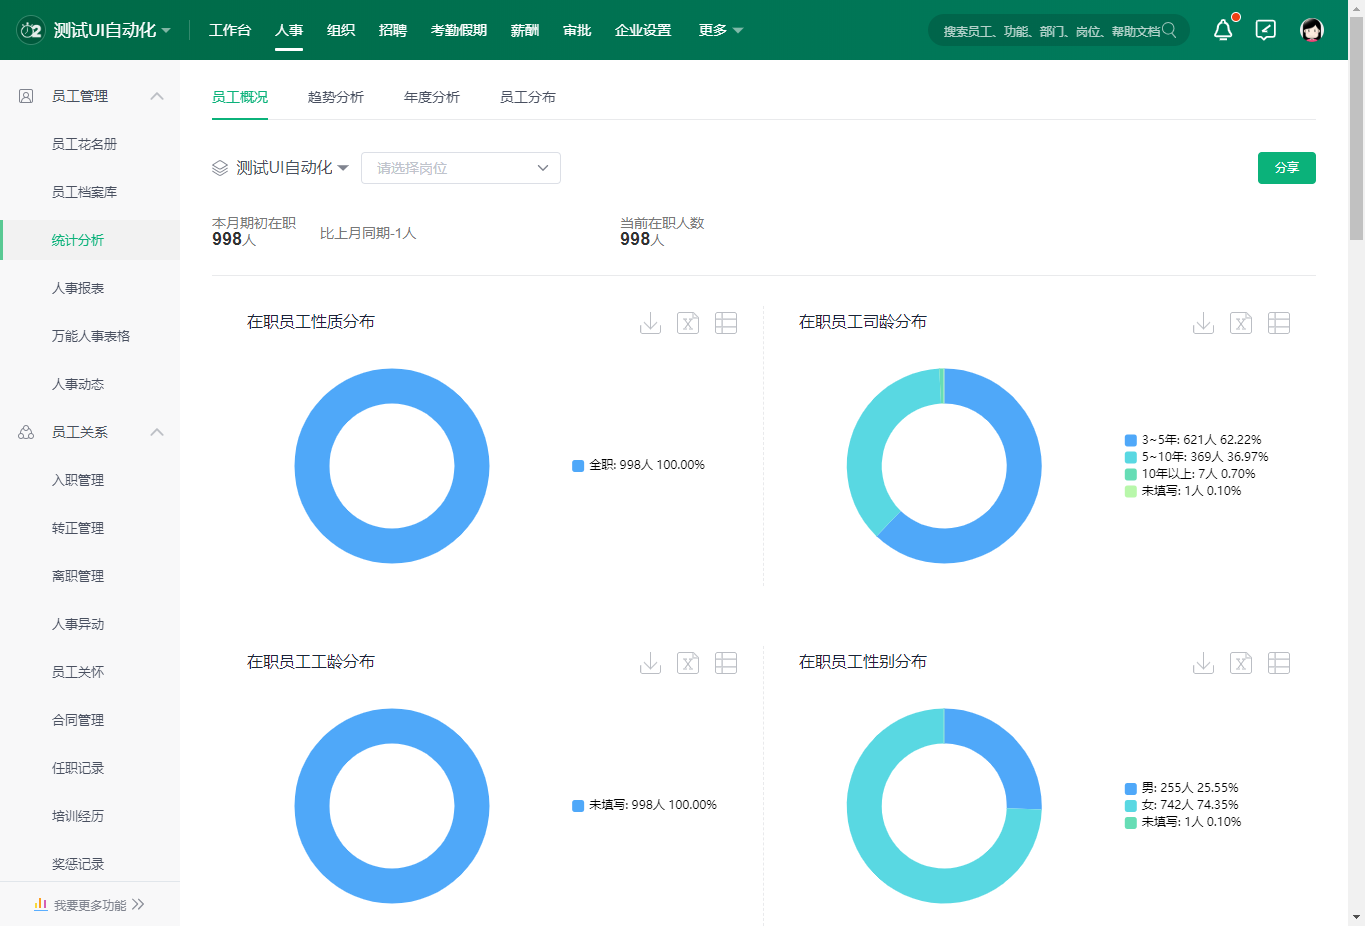 测试UI自动化
工作台
人事
组织
招聘
考勤假期
薪酬
审批
企业设置
更多
搜索员工、功能、部门、岗位、帮助文档
员工管理
员工花名册
员工档案库
统计分析
人事报表
万能人事表格
人事动态
员工关系
入职管理
转正管理
离职管理
人事异动
员工关怀
合同管理
任职记录
培训经历
奖惩记录
我要更多功能
员工概况
趋势分析
年度分析
员工分布
测试UI自动化
请选择岗位
分享
本月期初在职
998人
比上月同期-1人
当前在职人数
998人
在职员工性质分布
全职: 998人 100.00%
在职员工司龄分布
3~5年: 621人 62.22%
5~10年: 369人 36.97%
10年以上: 7人 0.70%
未填写: 1人 0.10%
在职员工工龄分布
未填写: 998人 100.00%
在职员工性别分布
男: 255人 25.55%
女: 742人 74.35%
未填写: 1人 0.10%